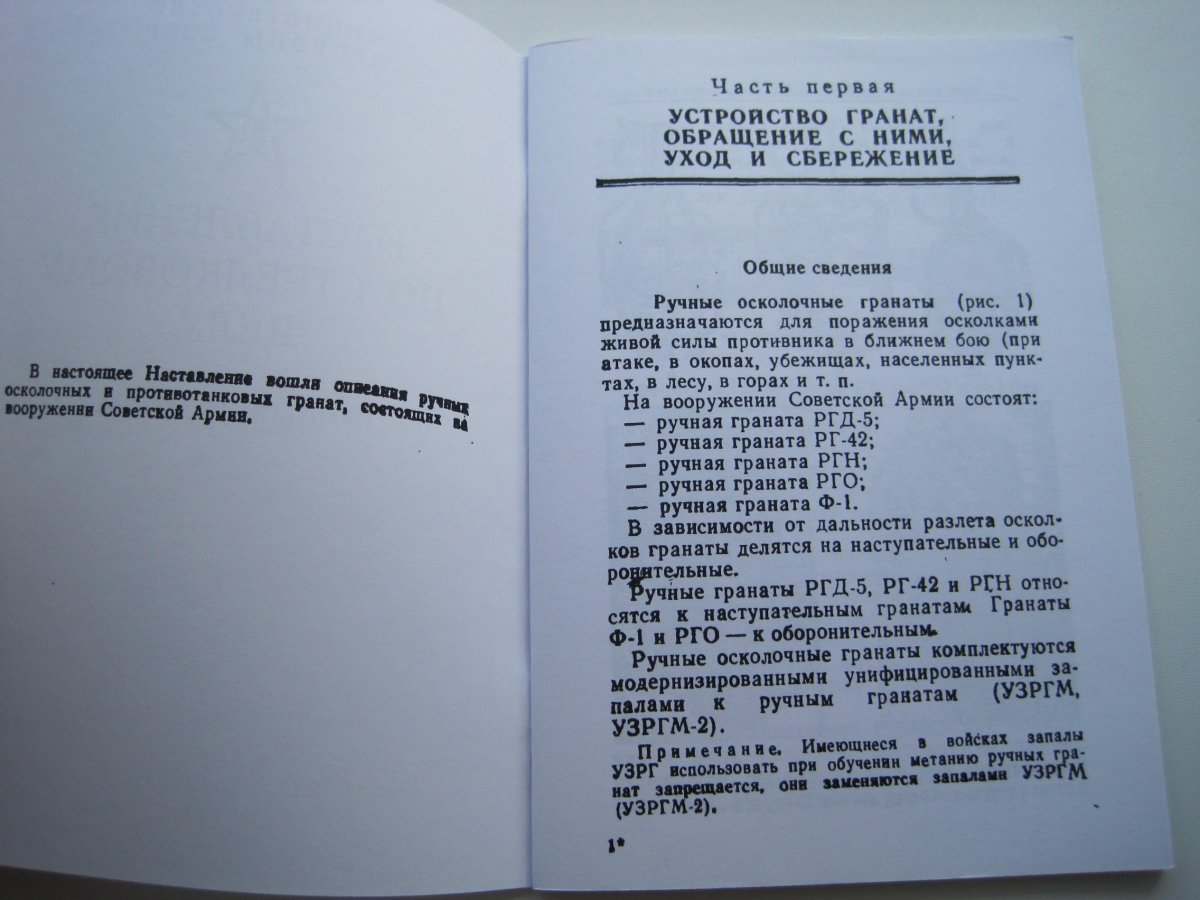 В настоящее Наставление вошли описания ручных
осколочных и противотанковых гранат, состоящих на
вооружении Советской Армии.
Часть первая
УСТРОЙСТВО ГРАНАТ,
ОБРАЩЕНИЕ С НИМИ,
УХОД И СБЕРЕЖЕНИЕ
Общие сведения
Ручные осколочные гранаты (рис. 1)
предназначаются для поражения осколками
живой силы противника в ближнем бою (при
атаке, в окопах, убежищах, населенных пунк-
тах, в лесу, в горах и т. п.
На вооружении Советской Армии состоят:
— ручная граната РГД-5;
— ручная граната РГ-42;
— ручная граната РГН;
— ручная граната РГО;
— ручная граната Ф-1.
В зависимости от дальности разлета оскол-
ков гранаты делятся на наступательные и обо-
ронительные.
Ручные гранаты РГД-5, РГ-42 и РГН отно-
сятся к наступательным гранатам. Гранаты
Ф-1 и РГО — к оборонительным.
Ручные осколочные гранаты комплектуются
модернизированными унифицированными за-
палами к ручным гранатам (УЗРГМ,
УЗРГМ-2).
Примечание. Имеющиеся в войсках запалы
УЗРГ использовать при обучении метанию ручных гра-
нат запрещается, они заменяются запалами УЗРГМ
(УЗРГМ-2).
1*